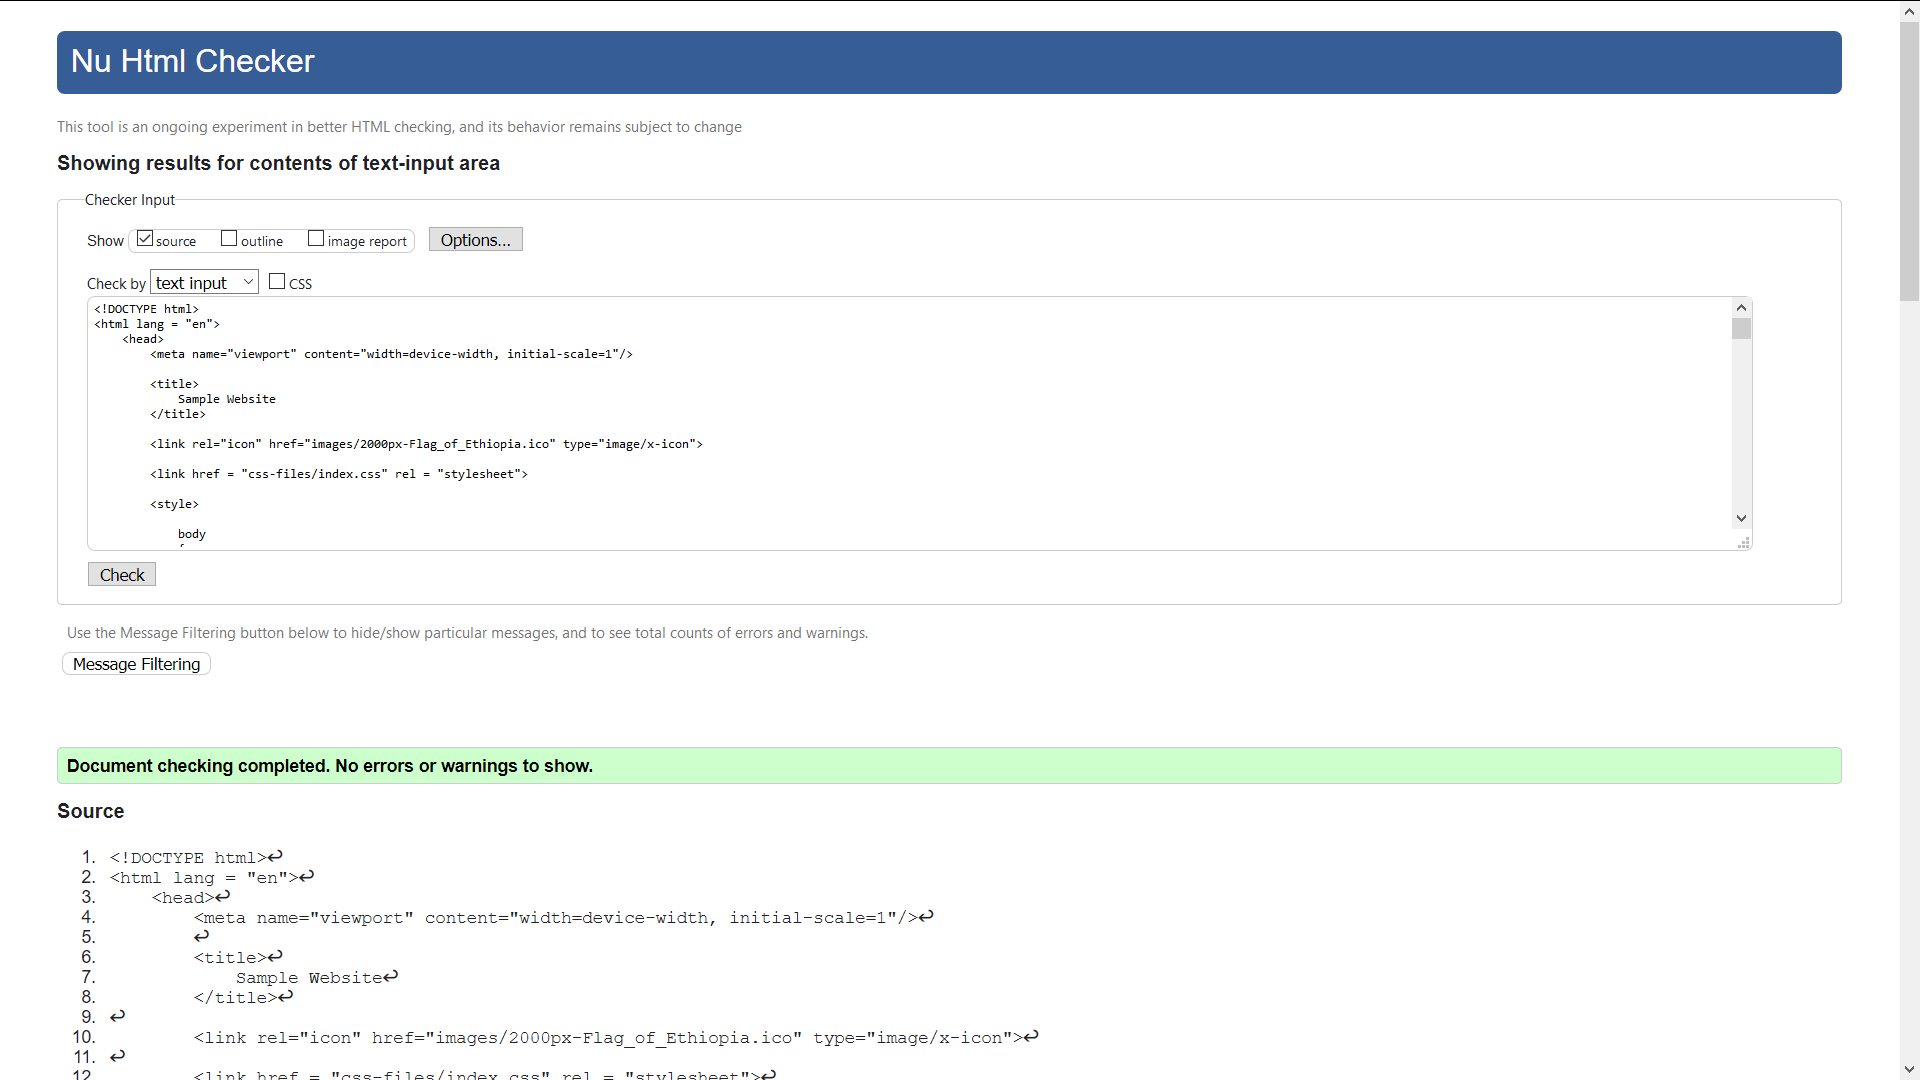 Nu Html Checker
This tool is an ongoing experiment in better HTML checking, and its behavior remains subject to change
Showing results for contents of text-input area
Checker Input
Show source outline image report Options...
Check by text input CSS
<!DOCTYPE html>
<html lang = "en">
<head>
<meta name="viewport" content="width=device-width, initial-scale=1"/>
<title>
Sample Website
</title>
<link rel="icon" href="images/2000px-Flag_of_Ethiopia.ico" type="image/x-icon">
<link href = "css-files/index.css" rel = "stylesheet">
<style>
body
Check
Use the Message Filtering button below to hide/show particular messages, and to see total counts of errors and warnings.
Message Filtering
Document checking completed. No errors or warnings to show.
Source
1. <!DOCTYPE html>↩
2. <html lang = "en">↩
3. <head>↩
4. <meta name="viewport" content="width=device-width, initial-scale=1"/>↩
5. ↩
6. <title>↩
7. Sample Website↩
8. </title>↩
9. ↩
10. <link rel="icon" href="images/2000px-Flag_of_Ethiopia.ico" type="image/x-icon">↩
11. ↩
12. <link href = "css-files/index.css" rel = "stylesheet">↩